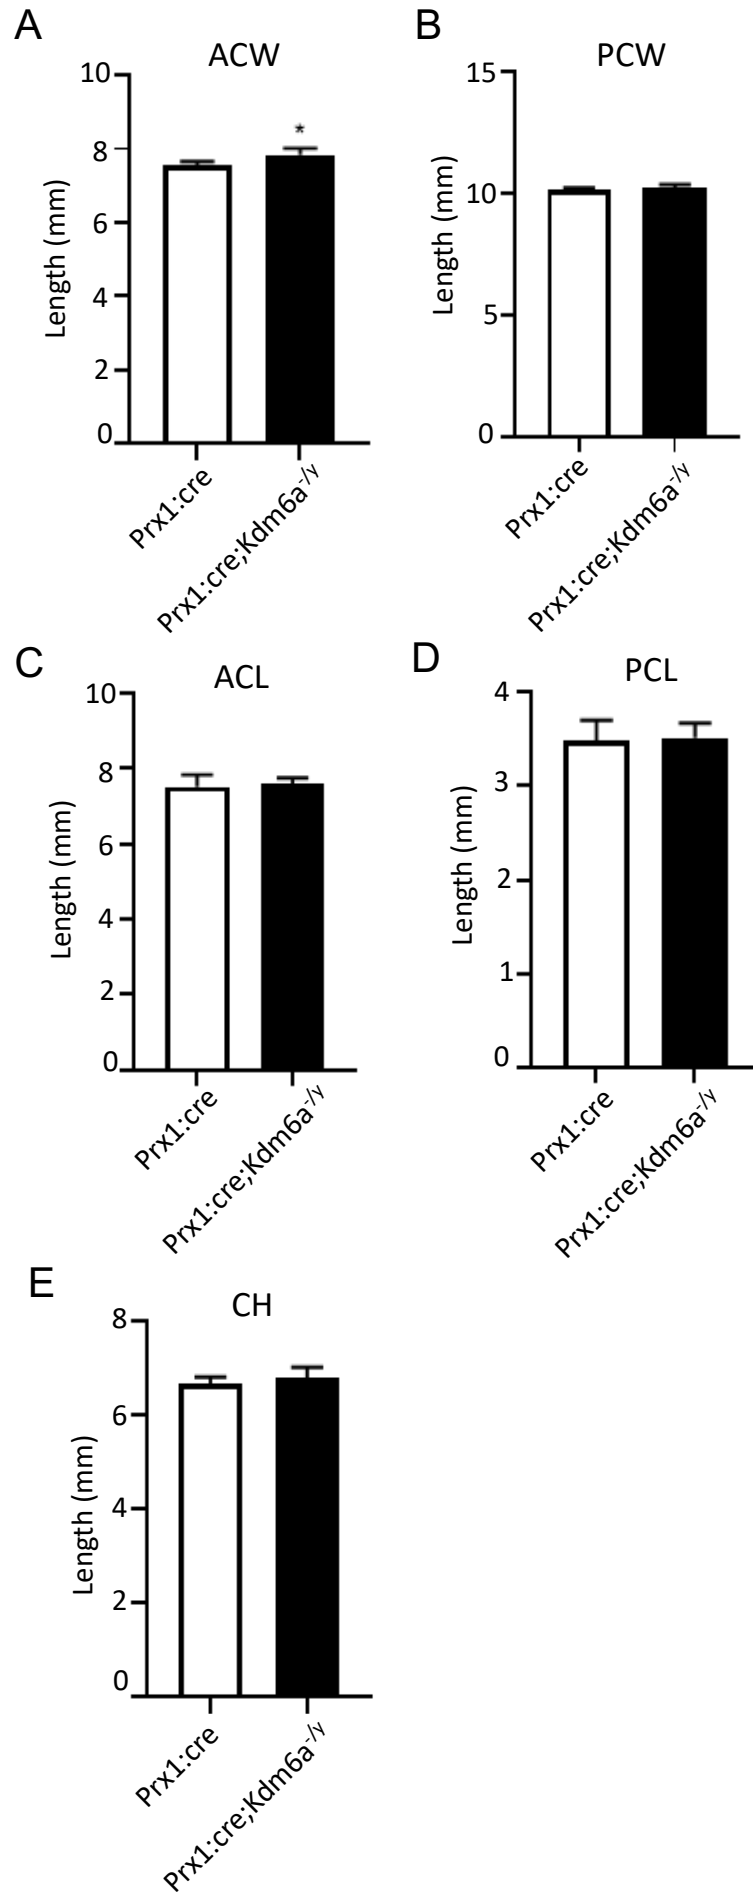 A
ACW
10
8
6
4
2
0
Length (mm)
*
Prx1:cre
Prx1:cre;Kdm6a-/y
B
PCW
15
10
5
0
Length (mm)
Prx1:cre
Prx1:cre;Kdm6a-/y
C
ACL
10
8
6
4
2
0
Length (mm)
Prx1:cre
Prx1:cre;Kdm6a-/y
D
PCL
4
3
2
1
0
Length (mm)
Prx1:cre
Prx1:cre;Kdm6a-/y
E
CH
8
6
4
2
0
Length (mm)
Prx1:cre
Prx1:cre;Kdm6a-/y